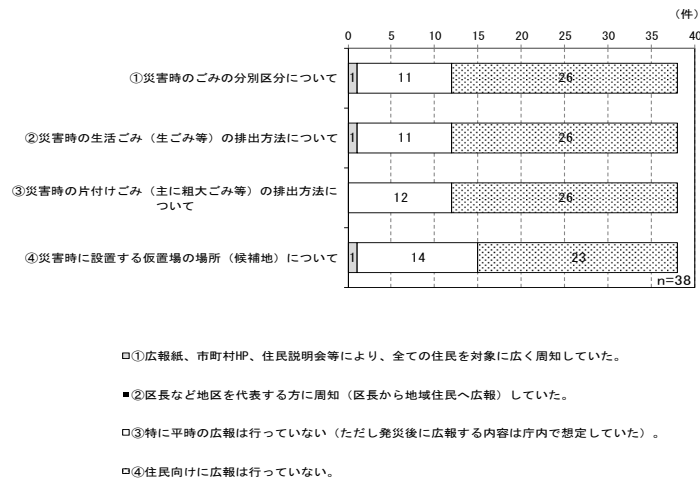 （件）
0 5 10 15 20 25 30 35 40
①災害時のごみの分別区分について 1 11 26
②災害時の生活ごみ（生ごみ等）の排出方法について 1 11 26
③災害時の片付けごみ（主に粗大ごみ等）の排出方法に
ついて 12 26
④災害時に設置する仮置場の場所（候補地）について 1 14 23
n=38
①広報紙、市町村HP、住民説明会等により、全ての住民を対象に広く周知していた。
②区長など地区を代表する方に周知（区長から地域住民へ広報）していた。
③特に平時の広報は行っていない（ただし発災後に広報する内容は庁内で想定していた）。
④住民向けに広報は行っていない。